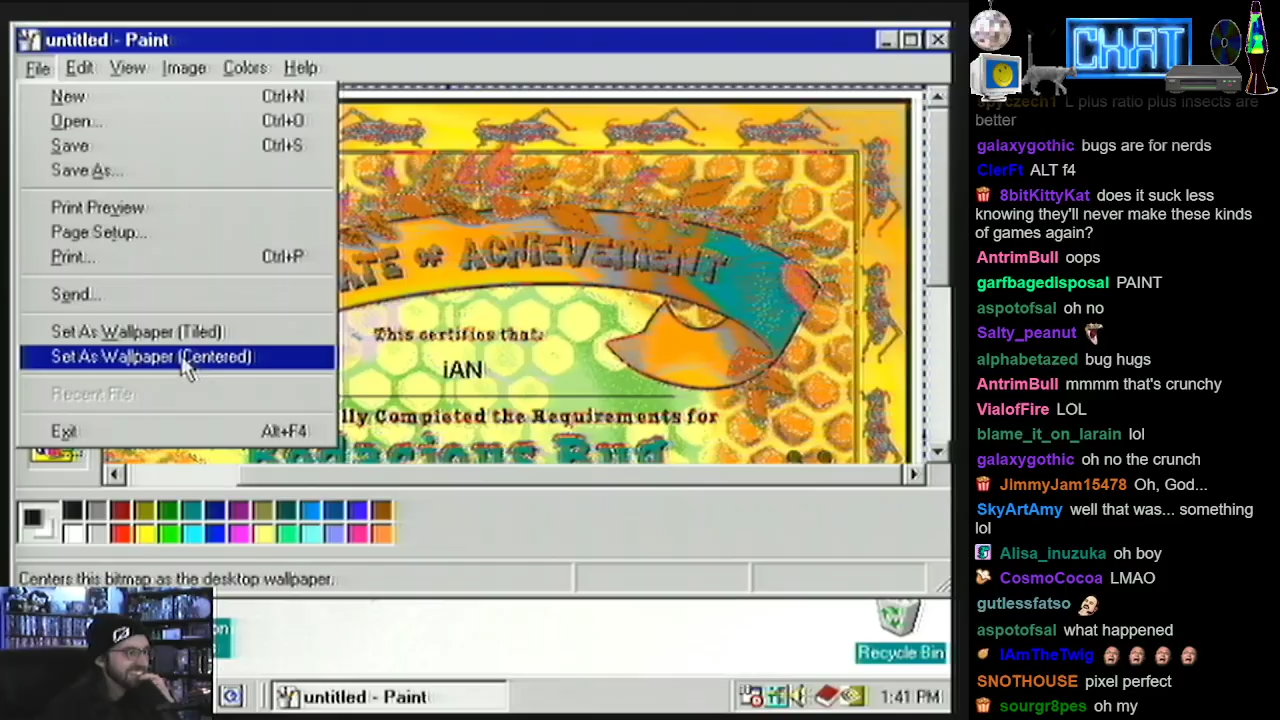 untitled - Paint
File Edit View Image Colors Help
New Ctrl+N
Open... Ctrl+O
Save Ctrl+S
Save As...
Print Preview
Page Setup...
Print... Ctrl+P
Send...
Set As Wallpaper (Tiled)
Set As Wallpaper (Centered)
Recent File
Exit Alt+F4
ATE OF ACHIEVEMENT
This certifies that:
iAN
lly Completed the Requirements for
Bodacious Bug
Centers this bitmap as the desktop wallpaper.
Recycle Bin
untitled - Paint
1:41 PM
CHAT
spyczech1 L plus ratio plus insects are
better
galaxygothic bugs are for nerds
ClerFt ALT f4
8bitKittyKat does it suck less
knowing they'll never make these kinds
of games again?
AntrimBull oops
garfbagedIsposal PAINT
aspotofsal oh no
Salty_peanut
alphabetazed bug hugs
AntrimBull mmmm that's crunchy
VialofFire LOL
blame_it_on_larain lol
galaxygothic oh no the crunch
JimmyJam15478 Oh, God...
SkyArtAmy well that was... something
lol
Alisa_inuzuka oh boy
CosmoCocoa LMAO
gutlessfatso
aspotofsal what happened
IAmTheTwig
SNOTHOUSE pixel perfect
sourgr8pes oh my